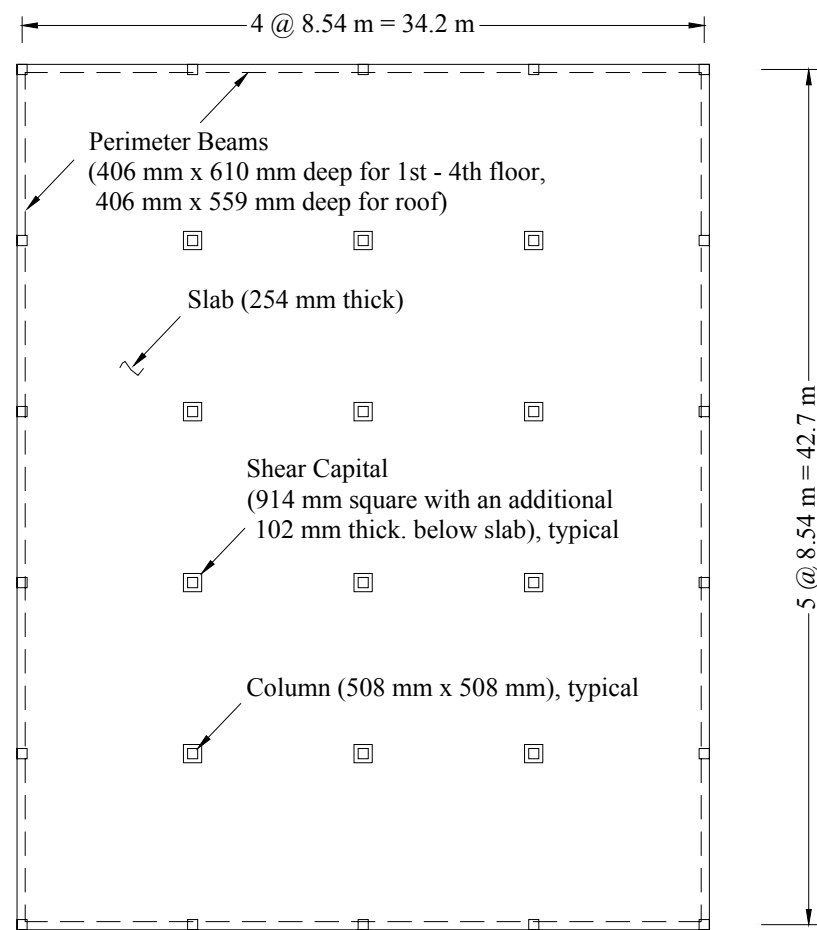 4 @ 8.54 m = 34.2 m
Perimeter Beams
(406 mm x 610 mm deep for 1st - 4th floor,
406 mm x 559 mm deep for roof)
Slab (254 mm thick)
Shear Capital
(914 mm square with an additional
102 mm thick. below slab), typical
Column (508 mm x 508 mm), typical
5 @ 8.54 m = 42.7 m